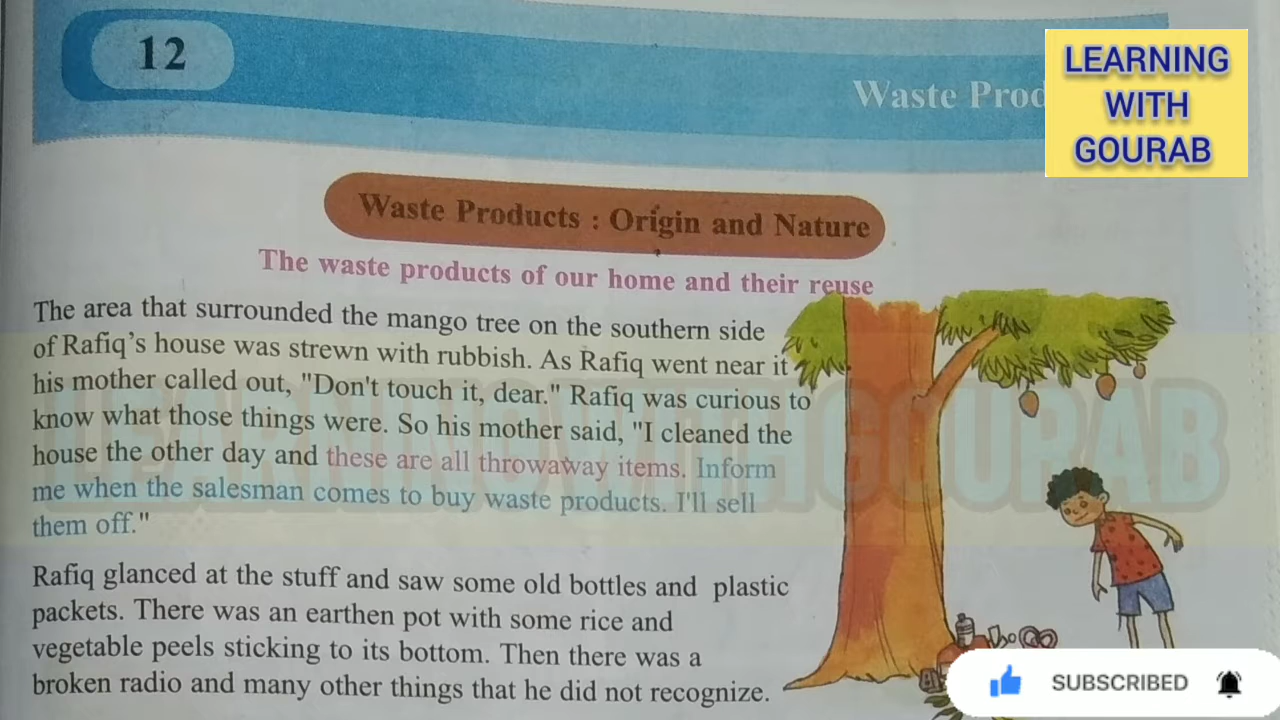 12
Waste Prod
LEARNING
WITH
GOURAB
Waste Products : Origin and Nature
The waste products of our home and their reuse
The area that surrounded the mango tree on the southern side
of Rafiq's house was strewn with rubbish. As Rafiq went near it
his mother called out, "Don't touch it, dear." Rafiq was curious to
know what those things were. So his mother said, "I cleaned the
house the other day and these are all throwaway items. Inform
me when the salesman comes to buy waste products. I'll sell
them off."
Rafiq glanced at the stuff and saw some old bottles and plastic
packets. There was an earthen pot with some rice and
vegetable peels sticking to its bottom. Then there was a
broken radio and many other things that he did not recognize.
LEARNING WITH GOURAB
SUBSCRIBED